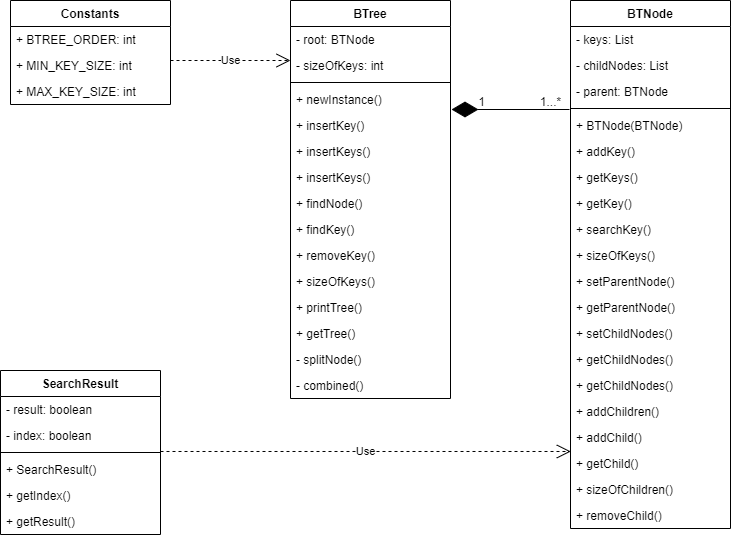 Constants
+ BTREE_ORDER: int
+ MIN_KEY_SIZE: int
+ MAX_KEY_SIZE: int
Use
BTree
- root: BTNode
- sizeOfKeys: int
+ newInstance()
+ insertKey()
+ insertKeys()
+ insertKeys()
+ findNode()
+ findKey()
+ removeKey()
+ sizeOfKeys()
+ printTree()
+ getTree()
- splitNode()
- combined()
1
1...*
BTNode
- keys: List
- childNodes: List
- parent: BTNode
+ BTNode(BTNode)
+ addKey()
+ getKeys()
+ getKey()
+ searchKey()
+ sizeOfKeys()
+ setParentNode()
+ getParentNode()
+ setChildNodes()
+ getChildNodes()
+ getChildNodes()
+ addChildren()
+ addChild()
+ getChild()
+ sizeOfChildren()
+ removeChild()
SearchResult
- result: boolean
- index: boolean
+ SearchResult()
+ getIndex()
+ getResult()
Use